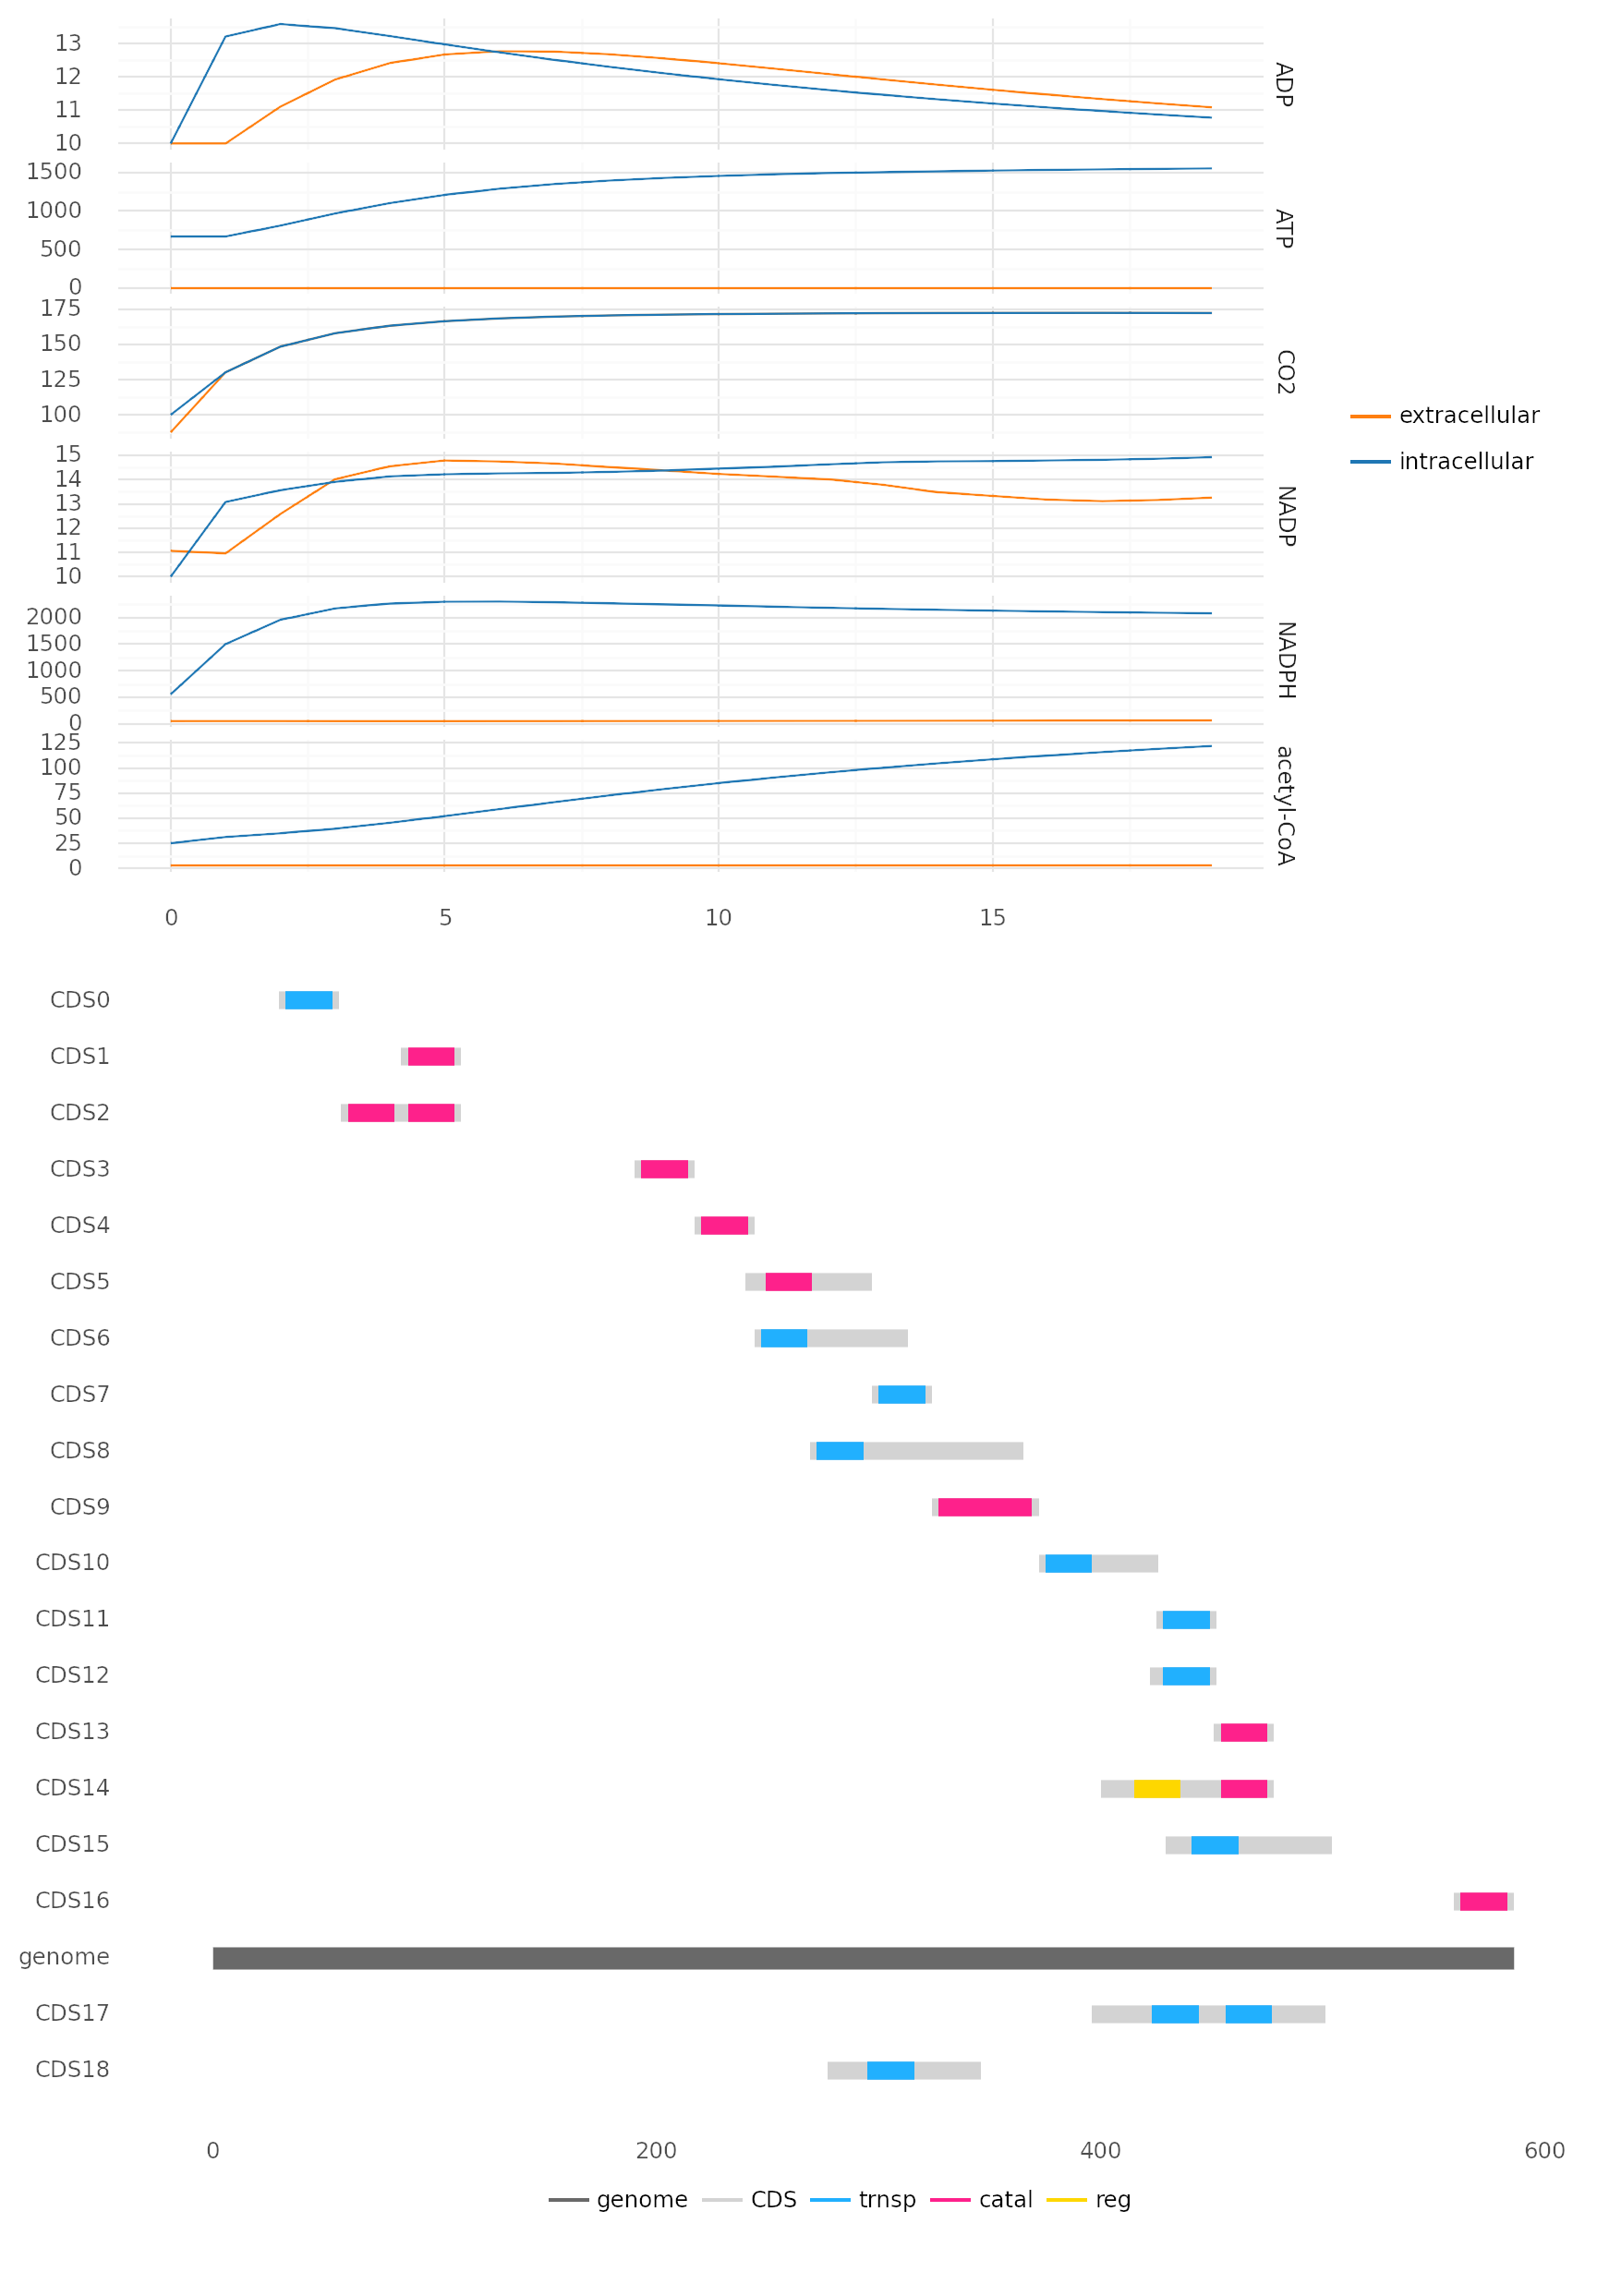 13
12
11
10
ADP
1500
1000
500
0
ATP
175
150
125
100
CO2
extracellular
intracellular
15
14
13
12
11
10
NADP
2000
1500
1000
500
0
NADPH
125
100
75
50
25
0
acetyl-CoA
0 5 10 15
CDS0
CDS1
CDS2
CDS3
CDS4
CDS5
CDS6
CDS7
CDS8
CDS9
CDS10
CDS11
CDS12
CDS13
CDS14
CDS15
CDS16
genome
CDS17
CDS18
0 200 400 600
genome CDS trnsp catal reg